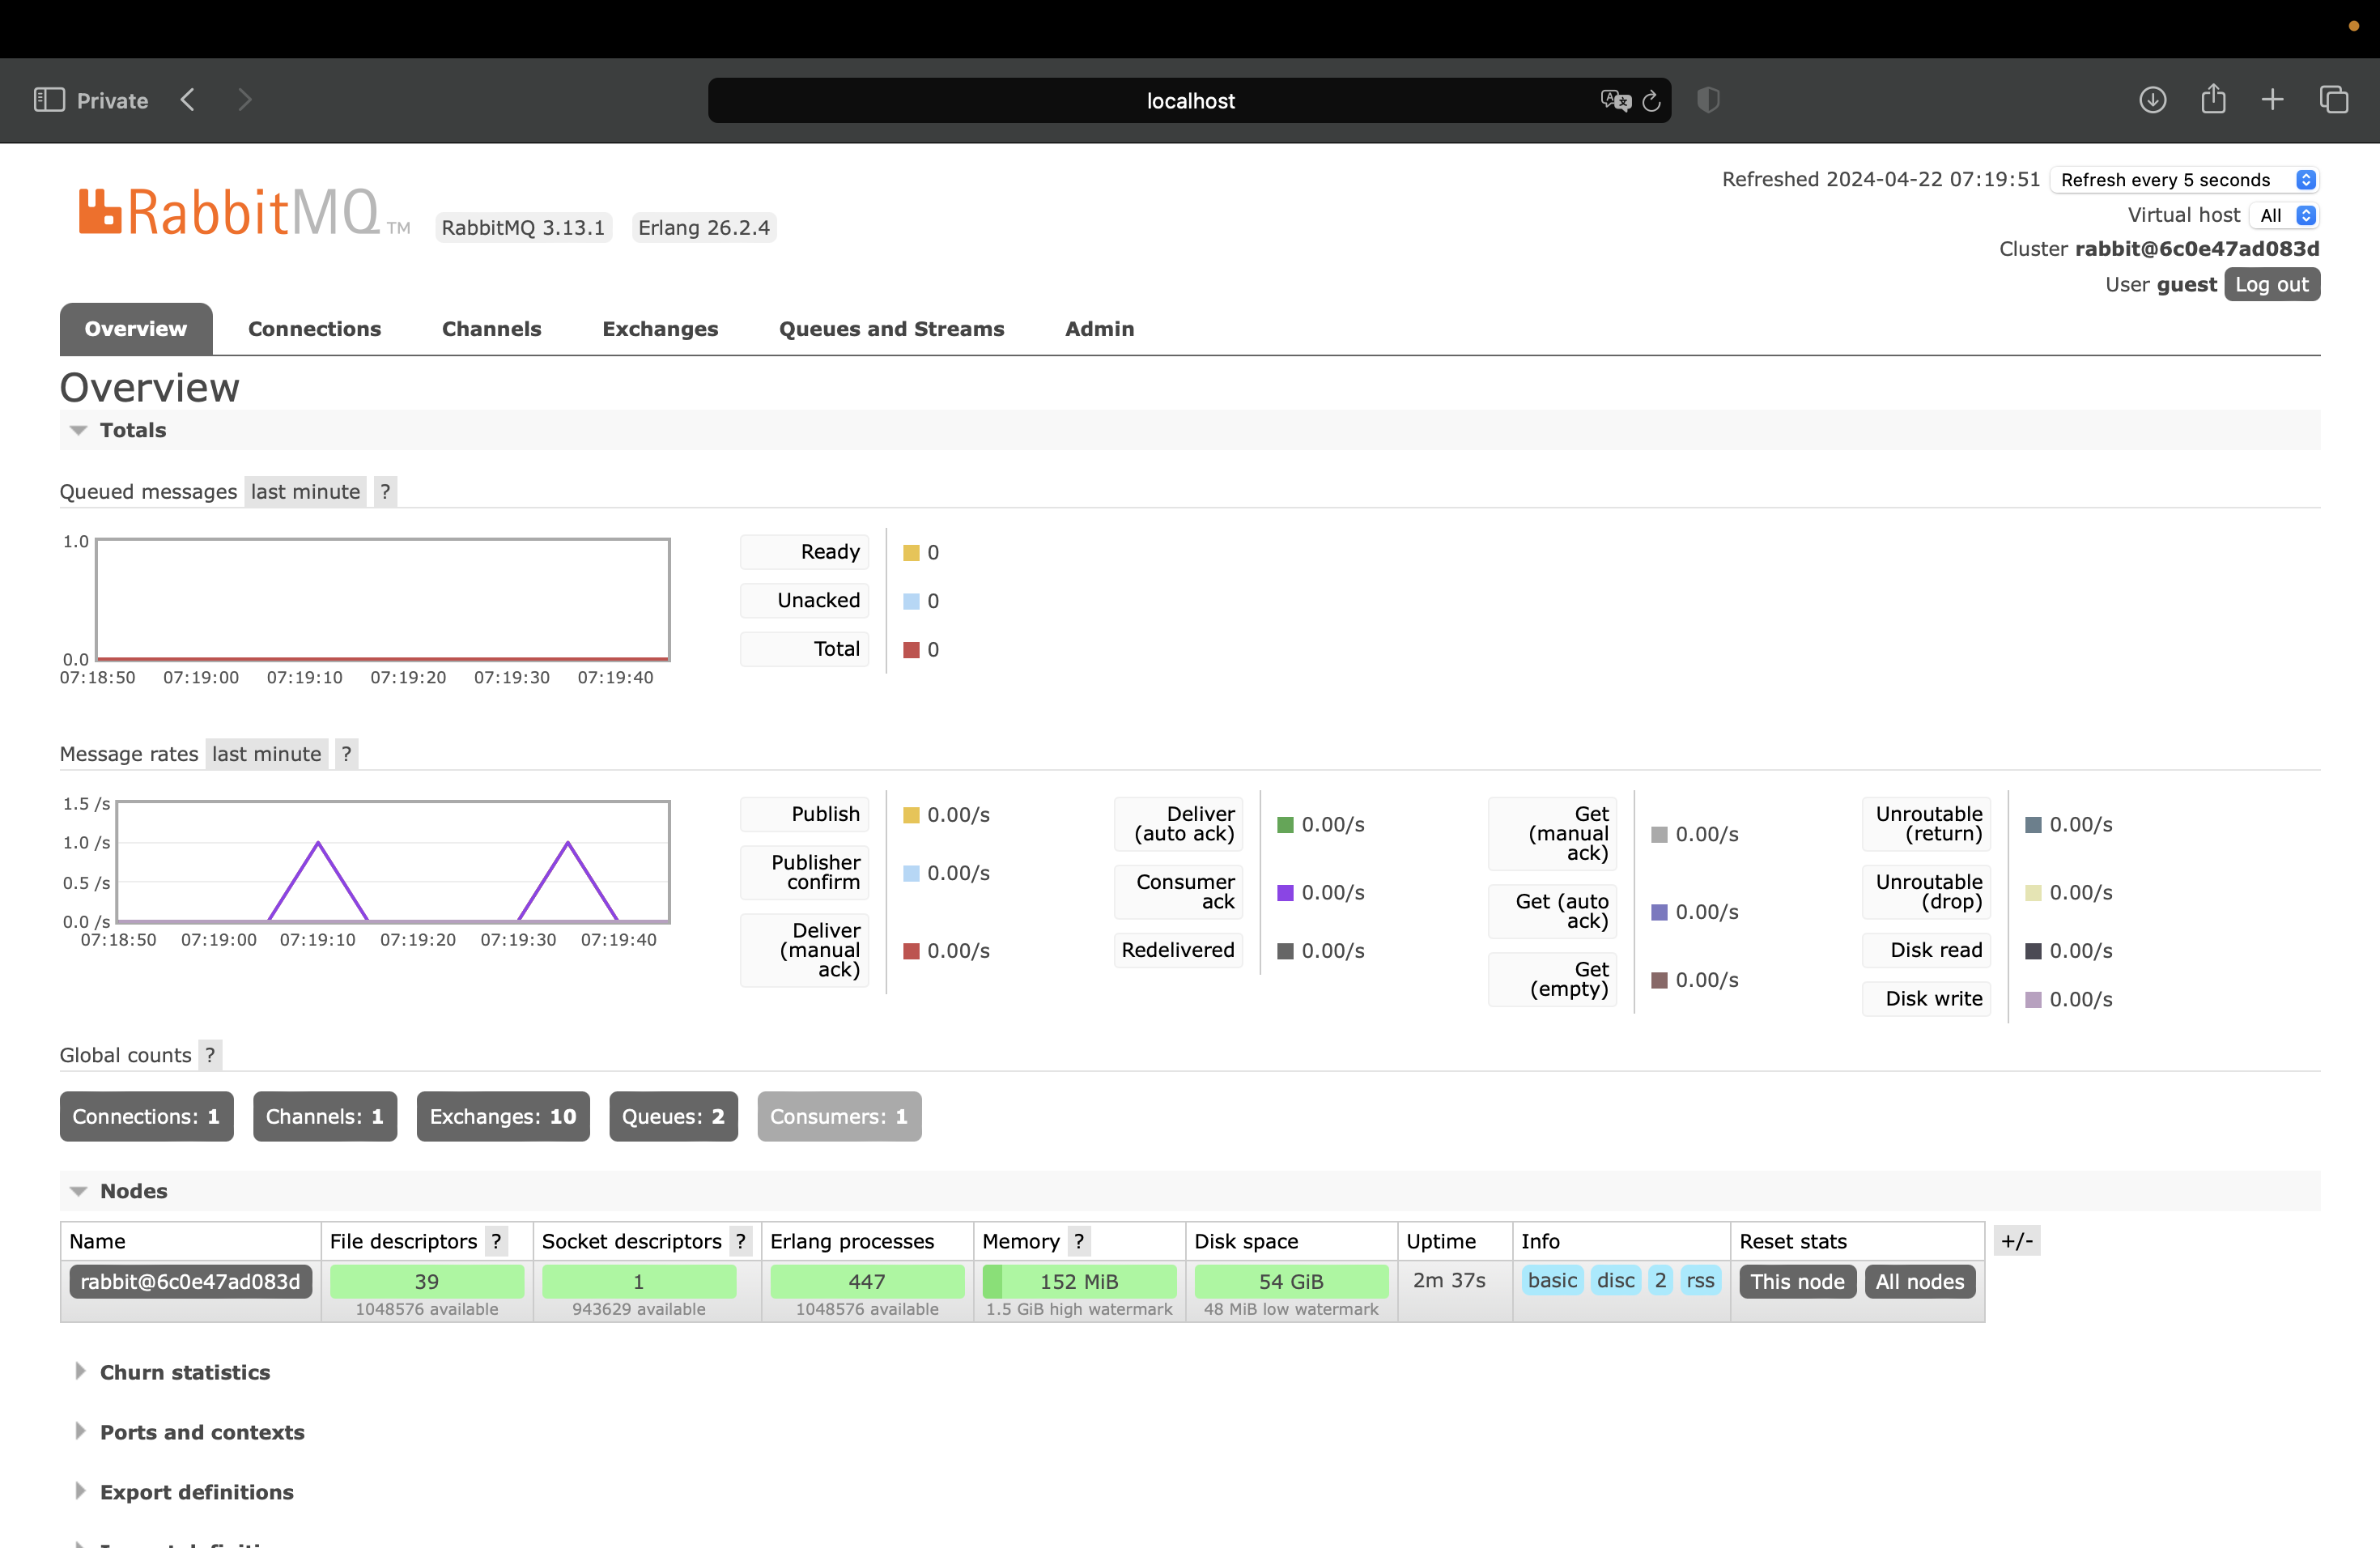 Private
localhost
RabbitMQ TM
RabbitMQ 3.13.1
Erlang 26.2.4
Refreshed 2024-04-22 07:19:51
Refresh every 5 seconds
Virtual host All
Cluster rabbit@6c0e47ad083d
User guest Log out
Overview
Connections
Channels
Exchanges
Queues and Streams
Admin
Overview
Totals
Queued messages last minute ?
1.0
0.0
07:18:50 07:19:00 07:19:10 07:19:20 07:19:30 07:19:40
Ready 0
Unacked 0
Total 0
Message rates last minute ?
1.5 /s
1.0 /s
0.5 /s
0.0 /s
07:18:50 07:19:00 07:19:10 07:19:20 07:19:30 07:19:40
Publish 0.00/s
Publisher
confirm 0.00/s
Deliver
(manual 0.00/s
ack)
Deliver
(auto ack) 0.00/s
Consumer
ack 0.00/s
Redelivered 0.00/s
Get
(manual 0.00/s
ack)
Get (auto
ack) 0.00/s
Get
(empty) 0.00/s
Unroutable
(return) 0.00/s
Unroutable
(drop) 0.00/s
Disk read 0.00/s
Disk write 0.00/s
Global counts ?
Connections: 1
Channels: 1
Exchanges: 10
Queues: 2
Consumers: 1
Nodes
Name File descriptors ? Socket descriptors ? Erlang processes Memory ? Disk space Uptime Info Reset stats +/-
rabbit@6c0e47ad083d 39 1 447 152 MiB 54 GiB 2m 37s basic disc 2 rss This node All nodes
1048576 available 943629 available 1048576 available 1.5 GiB high watermark 48 MiB low watermark
Churn statistics
Ports and contexts
Export definitions